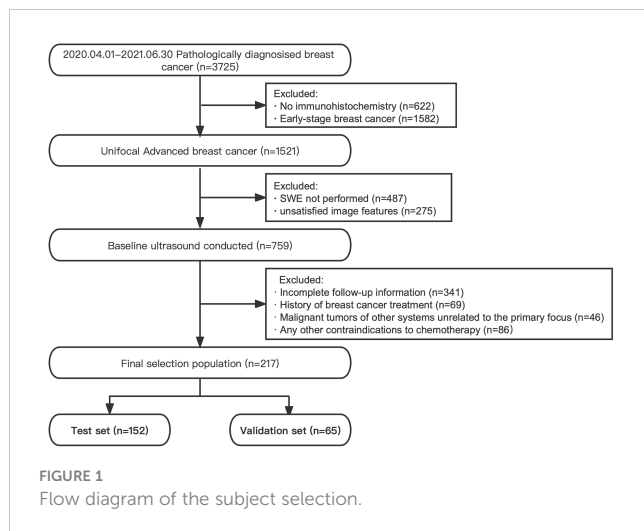 2020.04.01–2021.06.30 Pathologically diagnosised breast
cancer (n=3725)
Excluded:
· No immunohistochemistry (n=622)
· Early-stage breast cancer (n=1582)
Unifocal Advanced breast cancer (n=1521)
Excluded:
· SWE not performed (n=487)
· unsatisfied image features (n=275)
Baseline ultrasound conducted (n=759)
Excluded:
· Incomplete follow-up information (n=341)
· History of breast cancer treatment (n=69)
· Malignant tumors of other systems unrelated to the primary focus (n=46)
· Any other contraindications to chemotherapy (n=86)
Final selection population (n=217)
Test set (n=152)
Validation set (n=65)
FIGURE 1
Flow diagram of the subject selection.